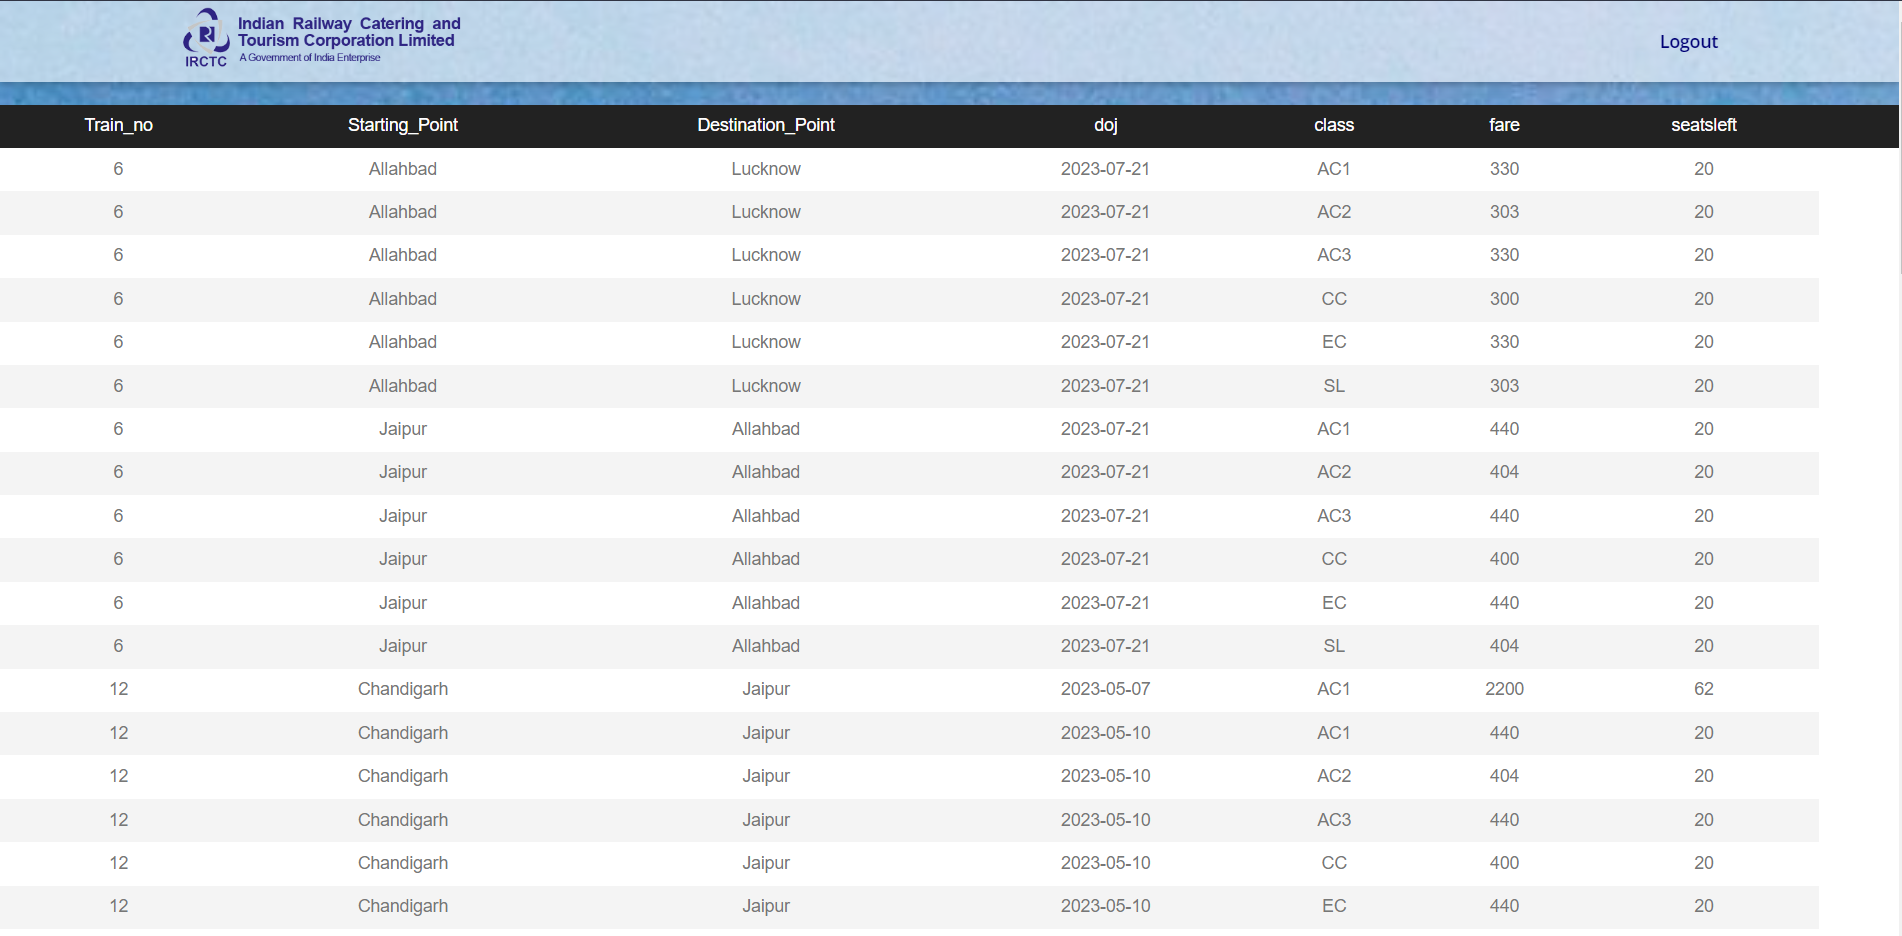 Indian Railway Catering and
Tourism Corporation Limited
A Government of India Enterprise
IRCTC
Logout
Train_no Starting_Point Destination_Point doj class fare seatsleft
6 Allahbad Lucknow 2023-07-21 AC1 330 20
6 Allahbad Lucknow 2023-07-21 AC2 303 20
6 Allahbad Lucknow 2023-07-21 AC3 330 20
6 Allahbad Lucknow 2023-07-21 CC 300 20
6 Allahbad Lucknow 2023-07-21 EC 330 20
6 Allahbad Lucknow 2023-07-21 SL 303 20
6 Jaipur Allahbad 2023-07-21 AC1 440 20
6 Jaipur Allahbad 2023-07-21 AC2 404 20
6 Jaipur Allahbad 2023-07-21 AC3 440 20
6 Jaipur Allahbad 2023-07-21 CC 400 20
6 Jaipur Allahbad 2023-07-21 EC 440 20
6 Jaipur Allahbad 2023-07-21 SL 404 20
12 Chandigarh Jaipur 2023-05-07 AC1 2200 62
12 Chandigarh Jaipur 2023-05-10 AC1 440 20
12 Chandigarh Jaipur 2023-05-10 AC2 404 20
12 Chandigarh Jaipur 2023-05-10 AC3 440 20
12 Chandigarh Jaipur 2023-05-10 CC 400 20
12 Chandigarh Jaipur 2023-05-10 EC 440 20